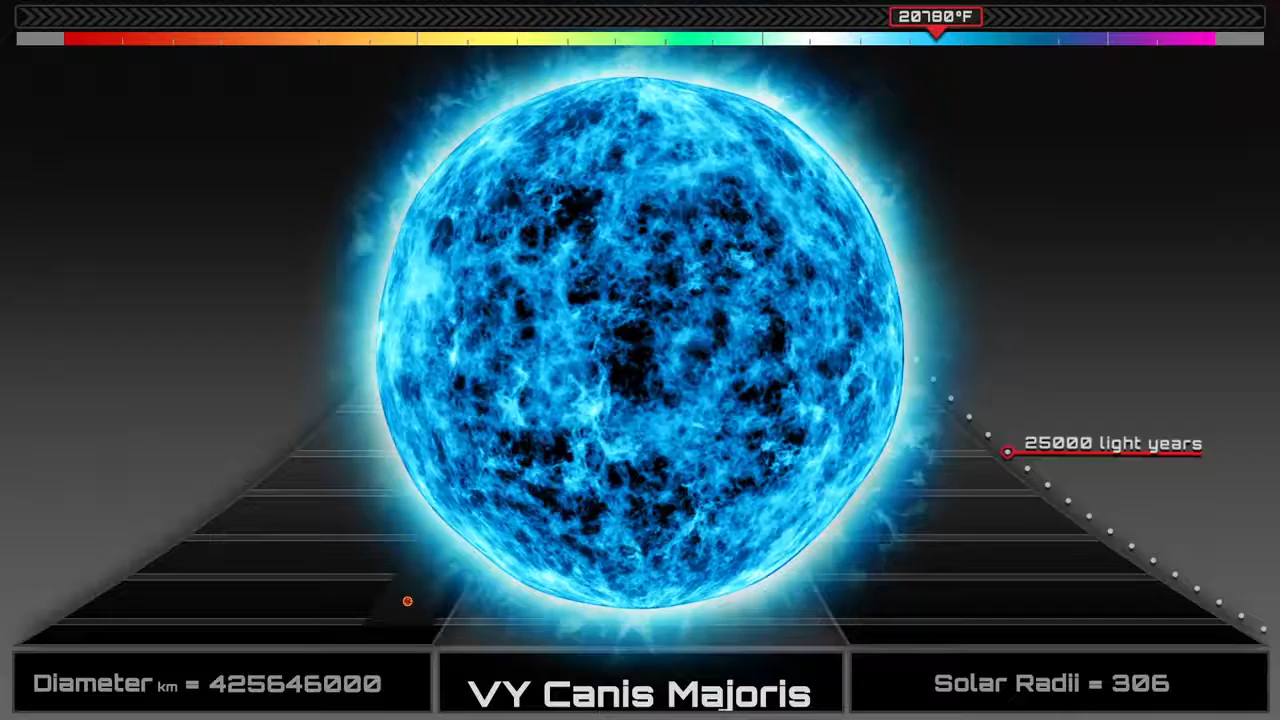 20780°F
25000 light years
Diameter km = 425646000
VY Canis Majoris
Solar Radii = 306